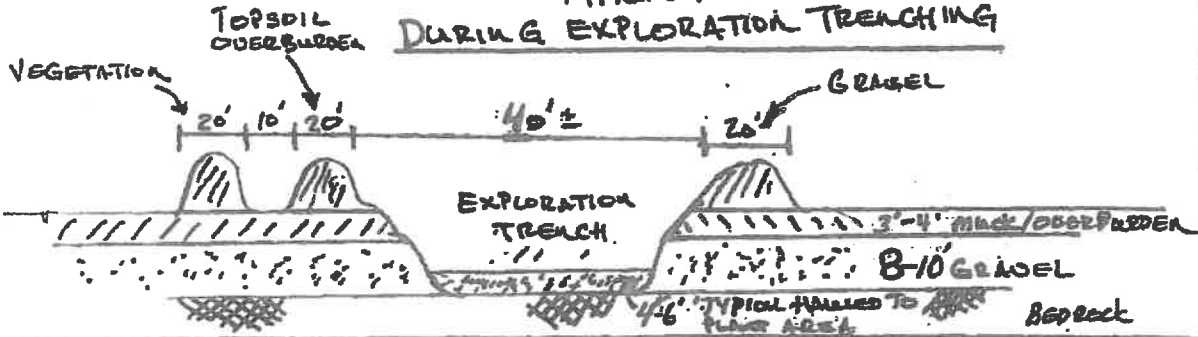 DURING EXPLORATION TRENCHING
TOPSOIL
OVERBURDEN
VEGETATION
GRAVEL
20' 10' 20' 40'± 20'
EXPLORATION
TRENCH
3'-4' MUCK/OVERBURDEN
8-10' GRAVEL
4-6" TYPICAL HAULED TO
PLANT AREA
BEDROCK